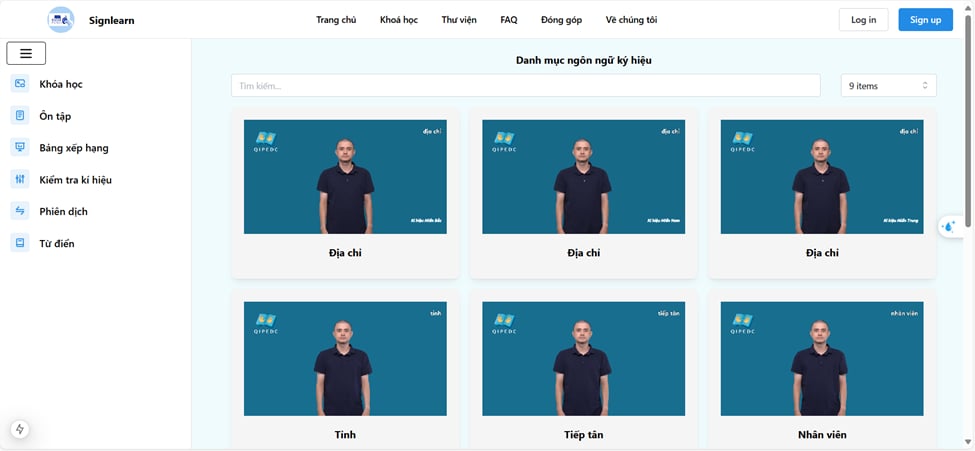 Signlearn
Trang chủ Khoá học Thư viện FAQ Đóng góp Về chúng tôi
Log in Sign up
Khóa học
Ôn tập
Bảng xếp hạng
Kiểm tra kí hiệu
Phiên dịch
Từ điển
Danh mục ngôn ngữ ký hiệu
Tìm kiếm...
9 items
QIPEDC địa chỉ
Kí hiệu Miền Bắc
Địa chỉ
QIPEDC địa chỉ
Kí hiệu Miền Nam
Địa chỉ
QIPEDC địa chỉ
Kí hiệu Miền Trung
Địa chỉ
QIPEDC tỉnh
Tỉnh
QIPEDC tiếp tân
Tiếp tân
QIPEDC nhân viên
Nhân viên